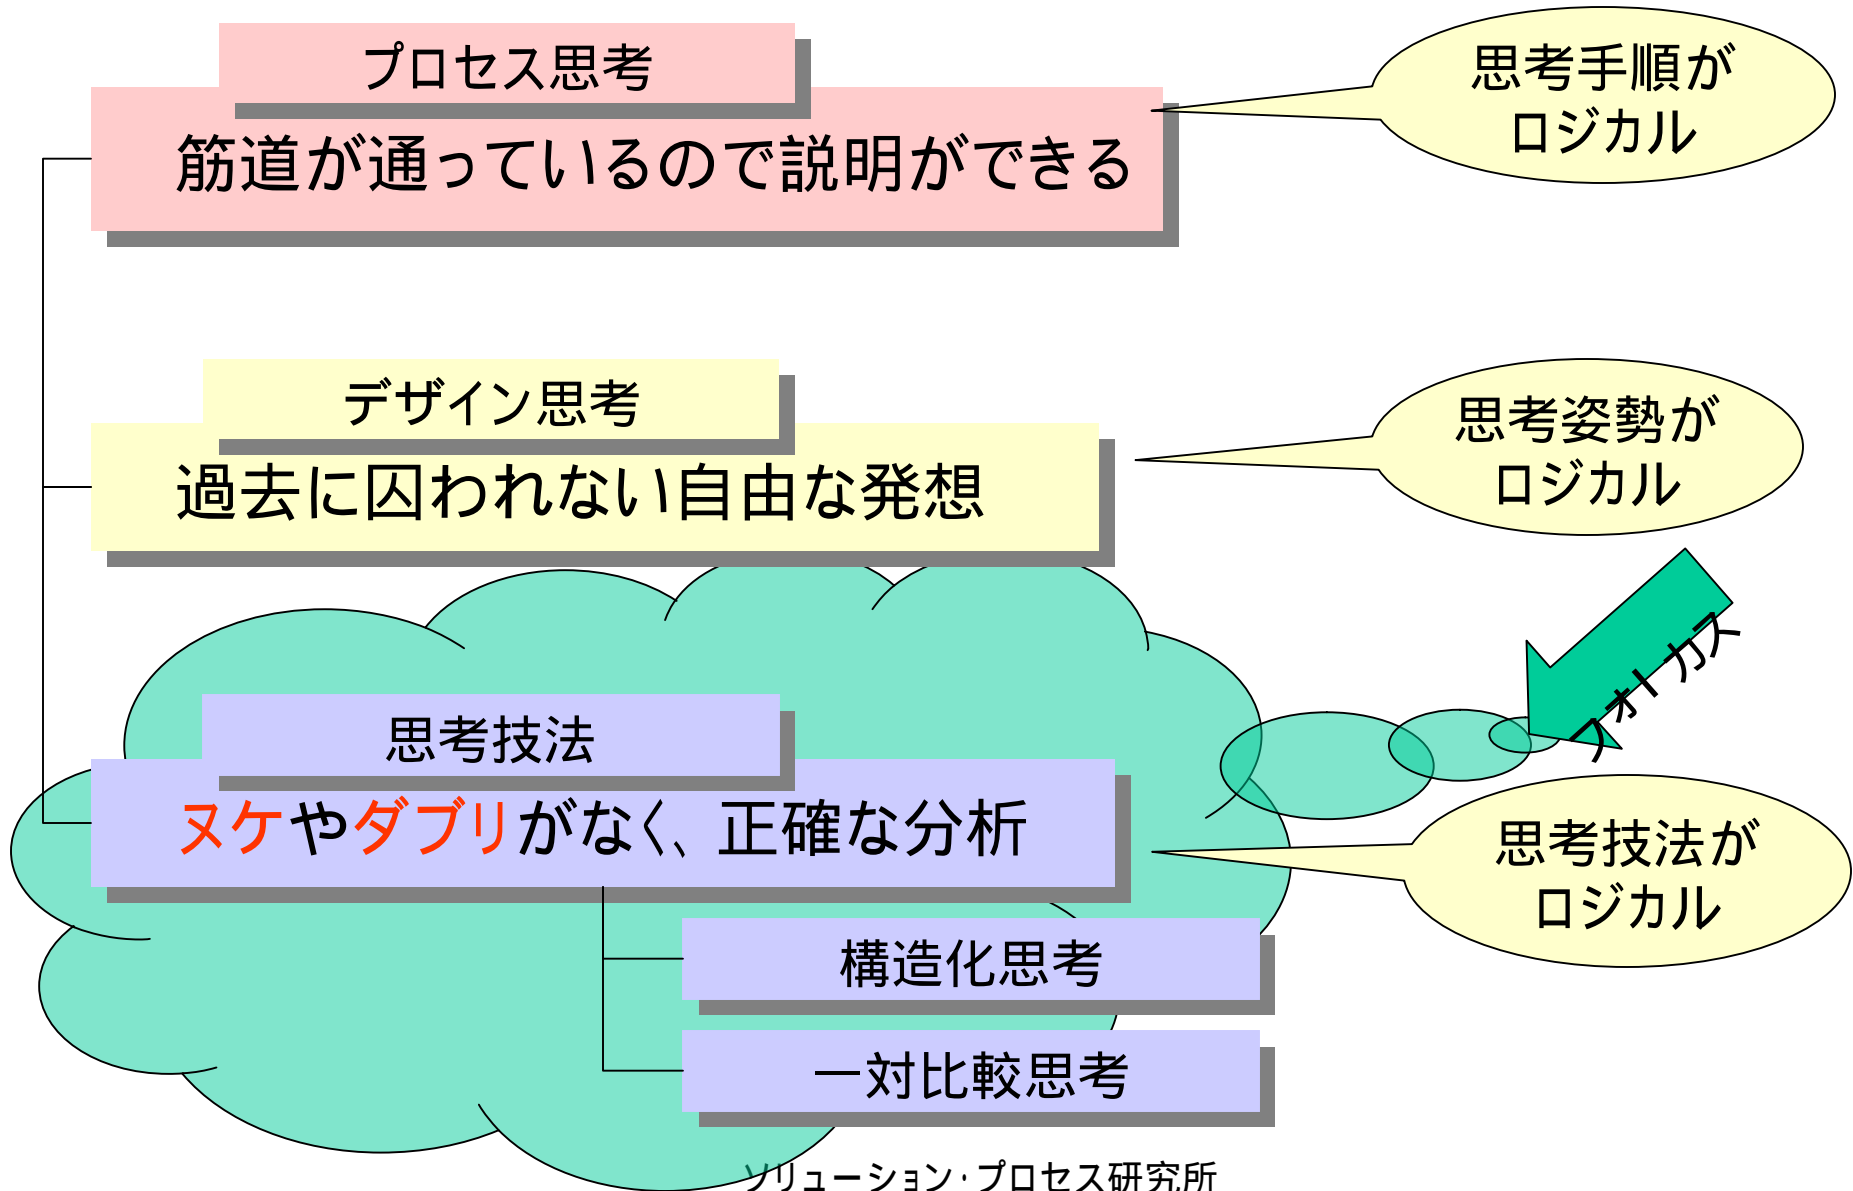 プロセス思考
筋道が通っているので説明ができる
思考手順が
ロジカル
デザイン思考
過去に囚われない自由な発想
思考姿勢が
ロジカル
フォーカス
思考技法
ヌケやダブリがなく、正確な分析
思考技法が
ロジカル
構造化思考
一対比較思考
ソリューション・プロセス研究所